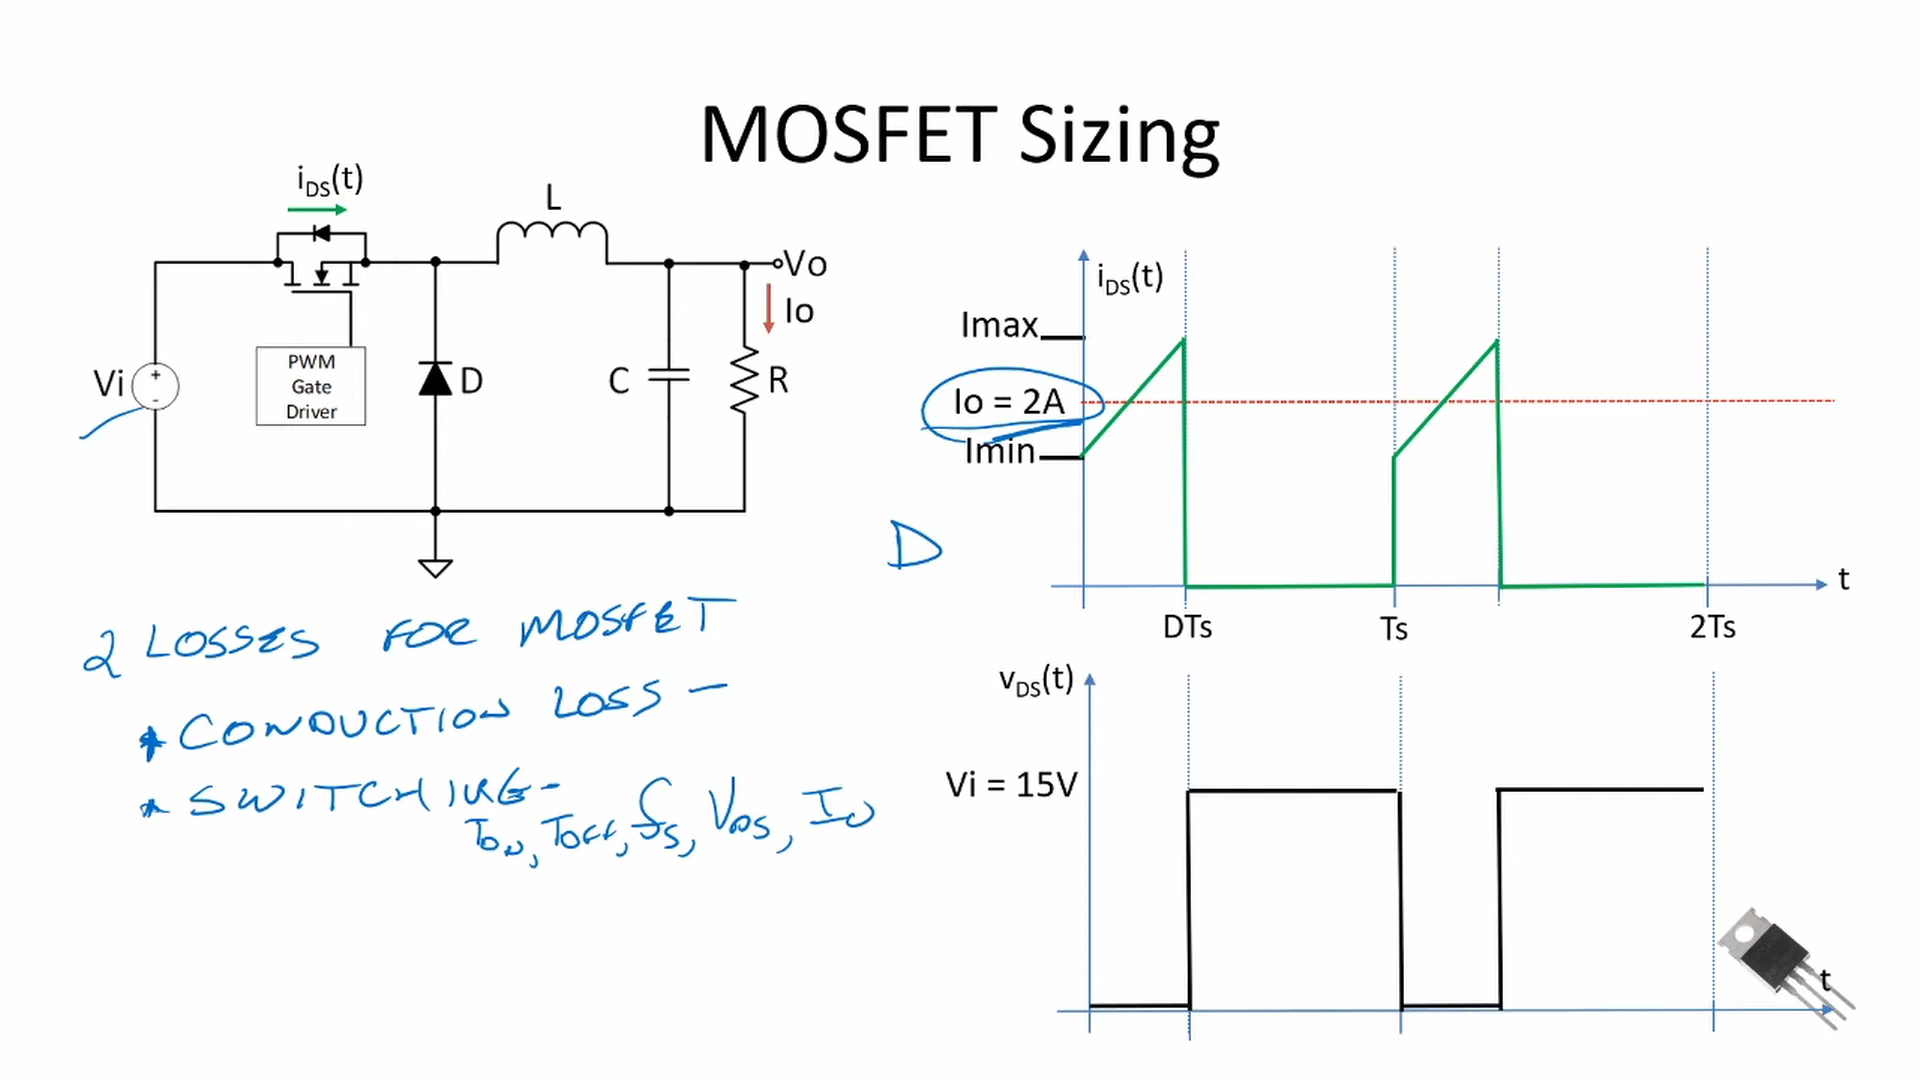 MOSFET Sizing
iDS(t)
L
Vo
Io
Vi
+
-
PWM
Gate
Driver
D
C
R
iDS(t)
Imax
Io = 2A
Imin
t
DTs
Ts
2Ts
D
2 LOSSES FOR MOSFET
* CONDUCTION LOSS -
* SWITCHING -
TON, TOFF, fs, VDS, Io
vDS(t)
Vi = 15V
t